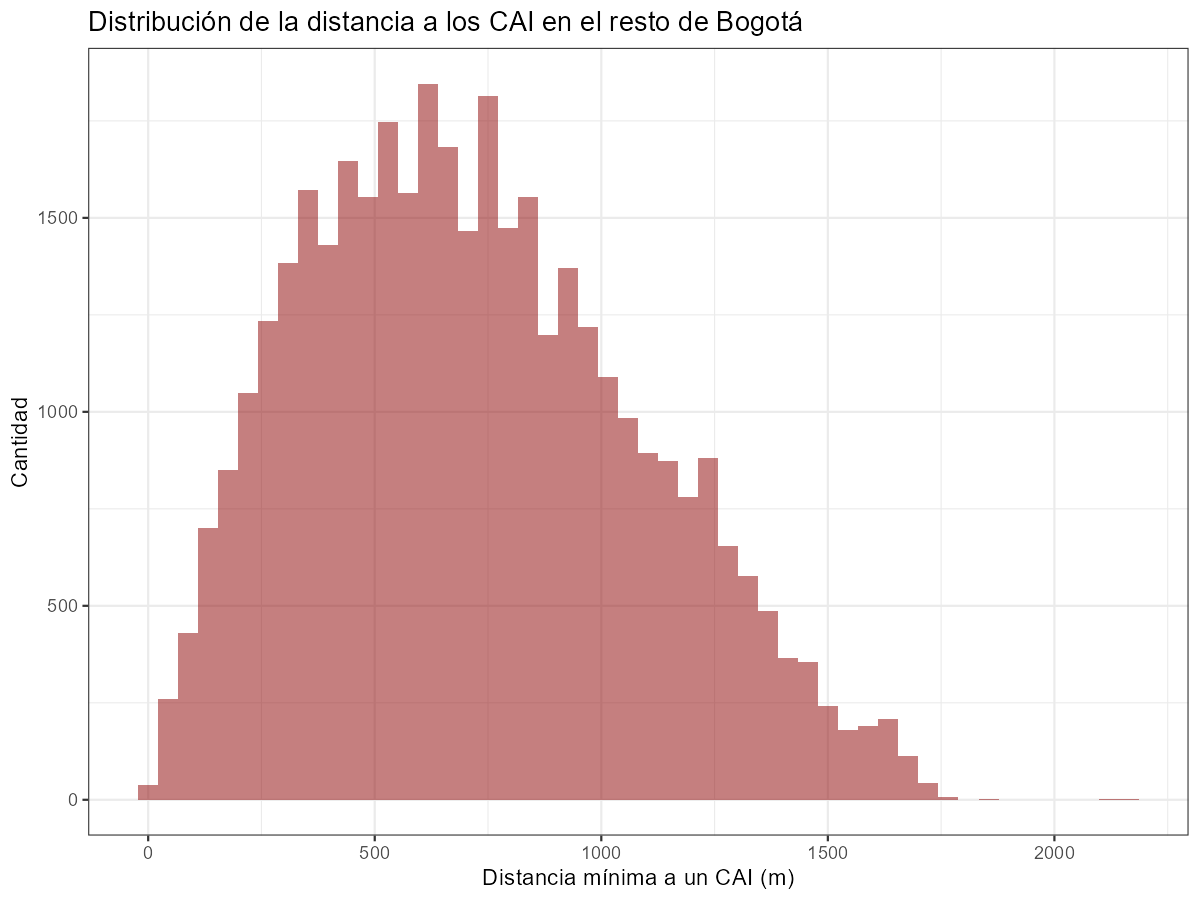 Distribución de la distancia a los CAI en el resto de Bogotá
Cantidad
1500
1000
500
0
0 500 1000 1500 2000
Distancia mínima a un CAI (m)